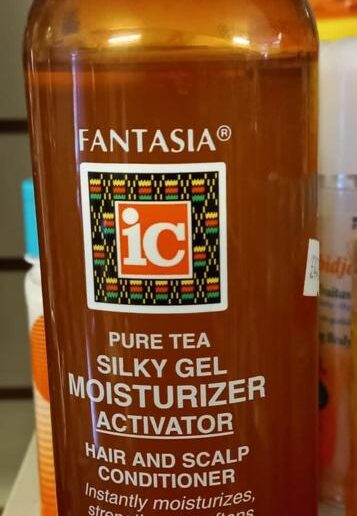 FANTASIA®
ic
PURE TEA
SILKY GEL
MOISTURIZER
ACTIVATOR
HAIR AND SCALP
CONDITIONER
Instantly moisturizes,